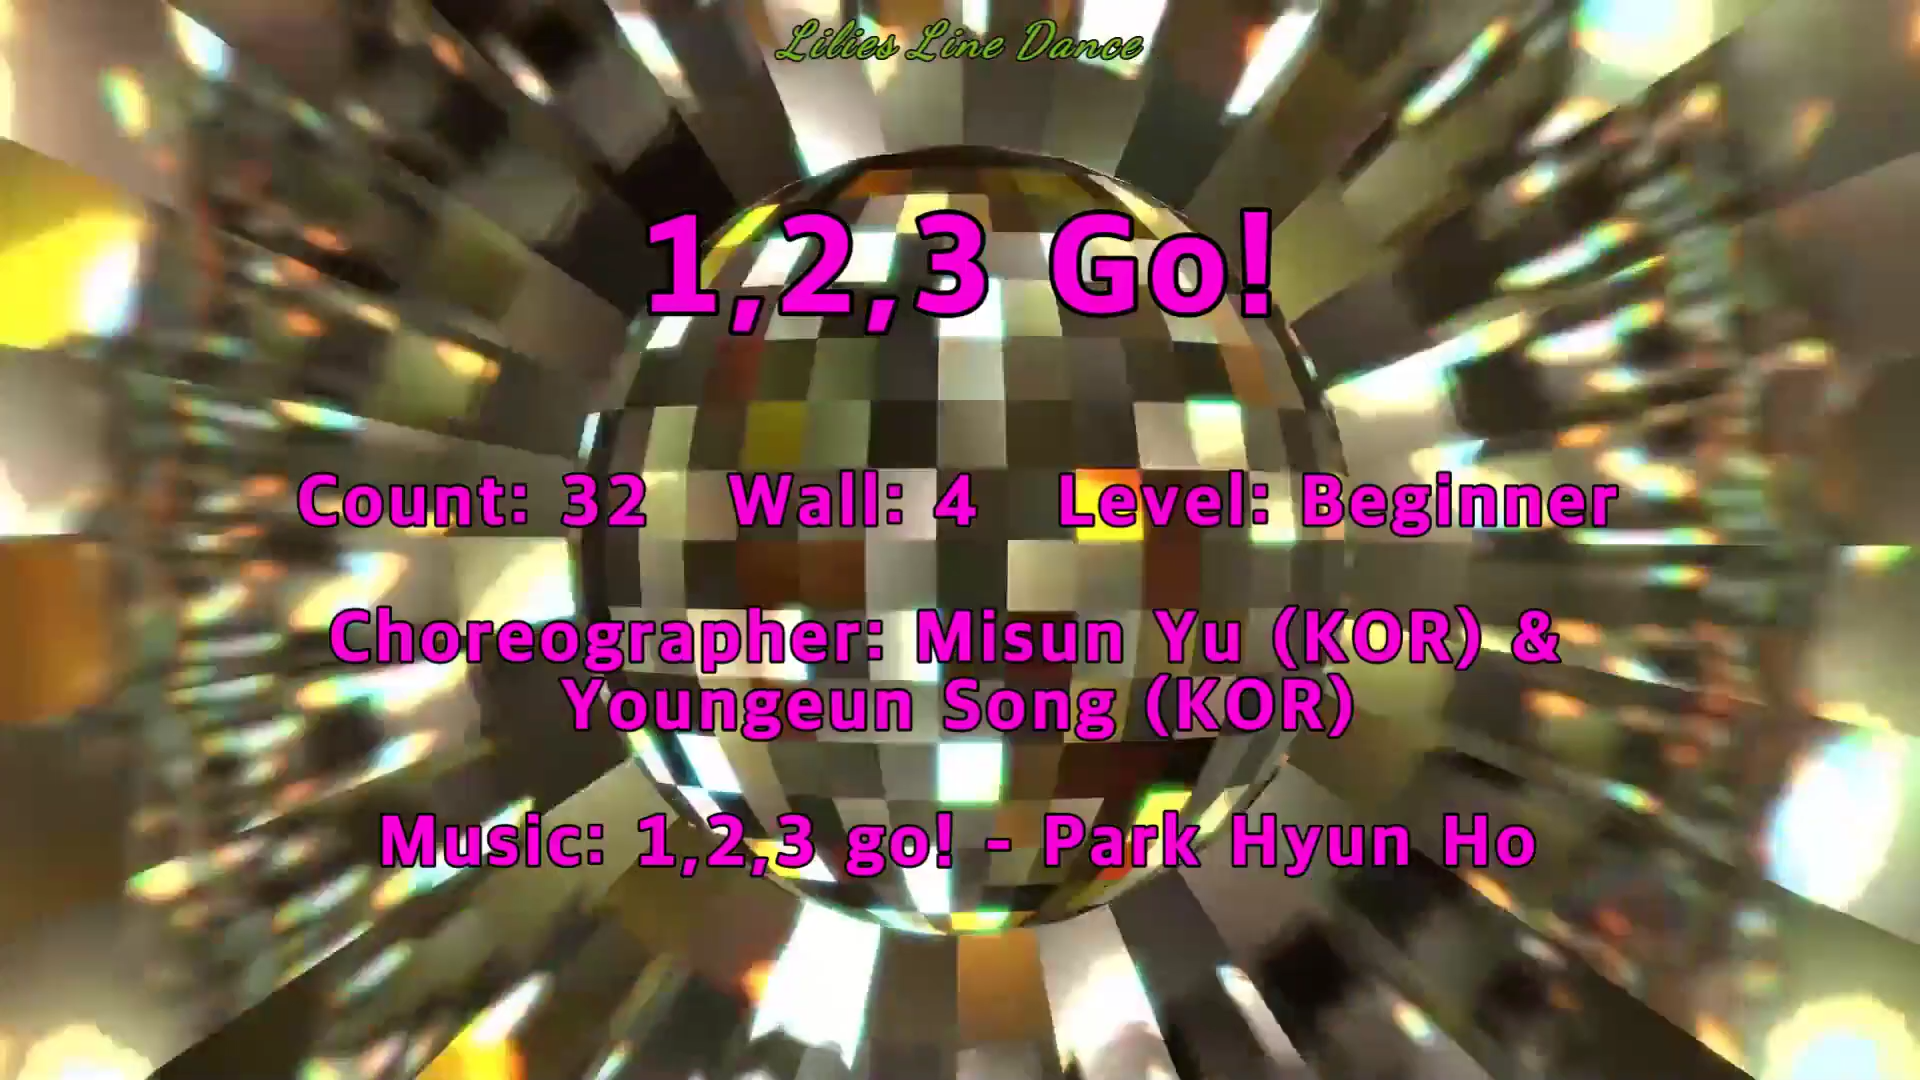 Lilies Line Dance
1,2,3 Go!
Count: 32 Wall: 4 Level: Beginner
Choreographer: Misun Yu (KOR) &
Youngeun Song (KOR)
Music: 1,2,3 go! - Park Hyun Ho